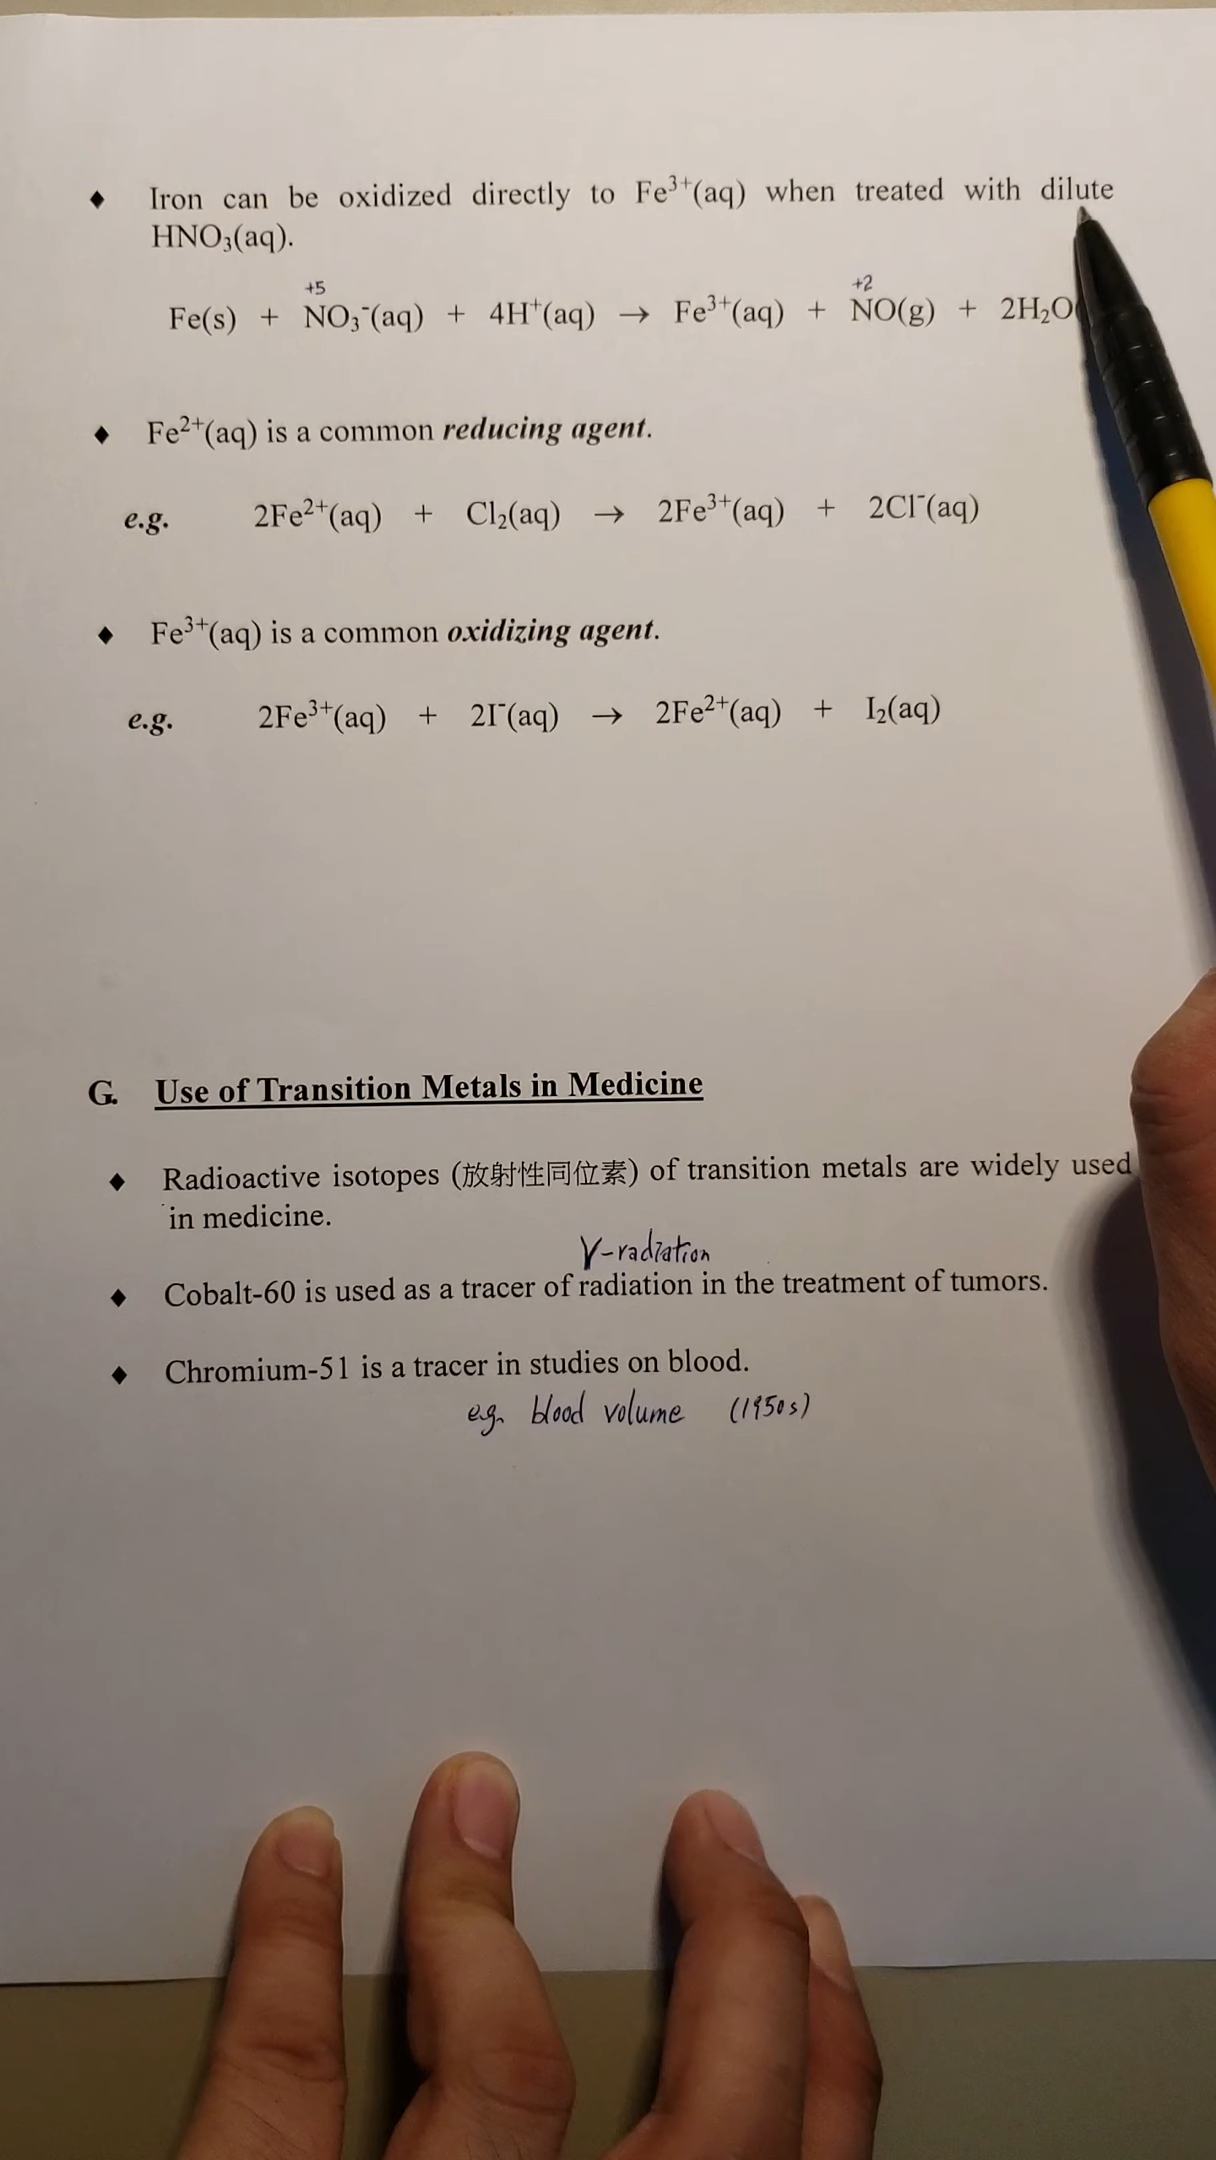 ♦ Iron can be oxidized directly to Fe³⁺(aq) when treated with dilute
HNO₃(aq).
+5 +2
Fe(s) + NO₃⁻(aq) + 4H⁺(aq) → Fe³⁺(aq) + NO(g) + 2H₂O
♦ Fe²⁺(aq) is a common reducing agent.
e.g. 2Fe²⁺(aq) + Cl₂(aq) → 2Fe³⁺(aq) + 2Cl⁻(aq)
♦ Fe³⁺(aq) is a common oxidizing agent.
e.g. 2Fe³⁺(aq) + 2I⁻(aq) → 2Fe²⁺(aq) + I₂(aq)
G. Use of Transition Metals in Medicine
♦ Radioactive isotopes (放射性同位素) of transition metals are widely used
in medicine.
γ-radiation
♦ Cobalt-60 is used as a tracer of radiation in the treatment of tumors.
♦ Chromium-51 is a tracer in studies on blood.
e.g. blood volume (1950s)